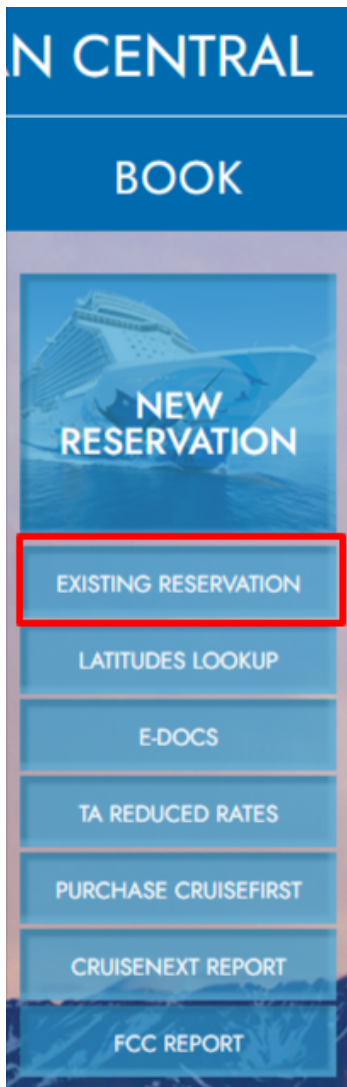 N CENTRAL
BOOK
NEW
RESERVATION
EXISTING RESERVATION
LATITUDES LOOKUP
E-DOCS
TA REDUCED RATES
PURCHASE CRUISEFIRST
CRUISENEXT REPORT
FCC REPORT